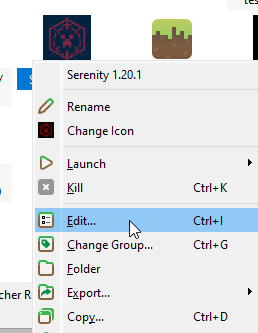 tes
S
Serenity 1.20.1
Rename
Change Icon
Launch
Kill Ctrl+K
Edit... Ctrl+I
Change Group... Ctrl+G
Folder
Export...
Copy... Ctrl+D
cher R